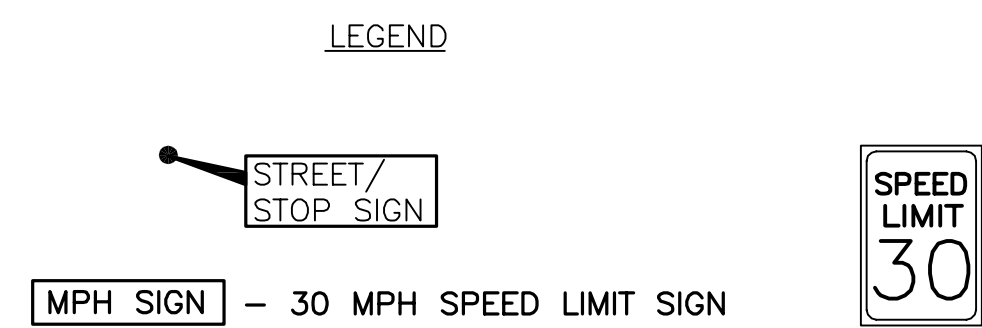 LEGEND
STREET/
STOP SIGN
MPH SIGN - 30 MPH SPEED LIMIT SIGN
SPEED
LIMIT
30